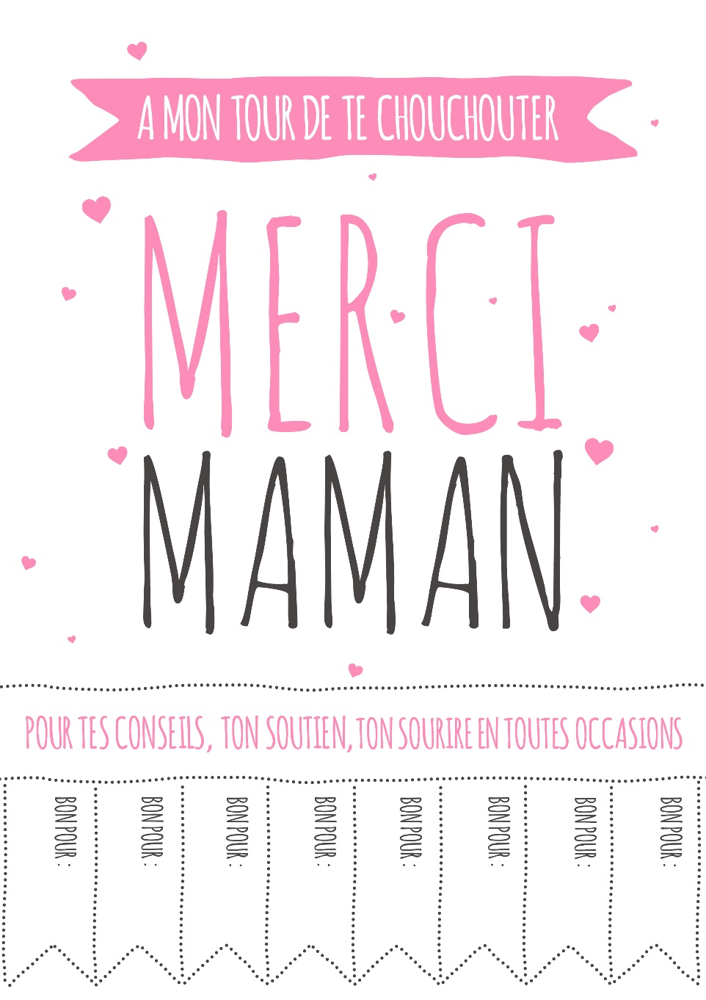 A MON TOUR DE TE CHOUCHOUTER
MERCI
MAMAN
POUR TES CONSEILS, TON SOUTIEN, TON SOURIRE EN TOUTES OCCASIONS
BON POUR :
BON POUR :
BON POUR :
BON POUR :
BON POUR :
BON POUR :
BON POUR :
BON POUR :